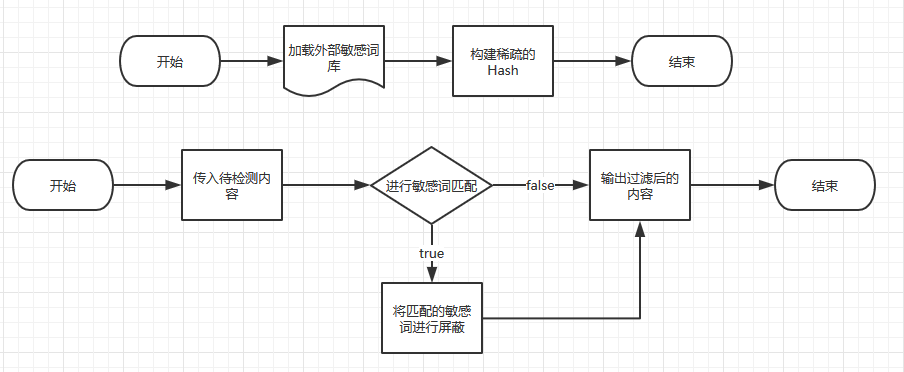 开始
加载外部敏感词
库
构建稀疏的
Hash
结束
开始
传入待检测内
容
进行敏感词匹配
false
输出过滤后的
内容
结束
true
将匹配的敏感
词进行屏蔽